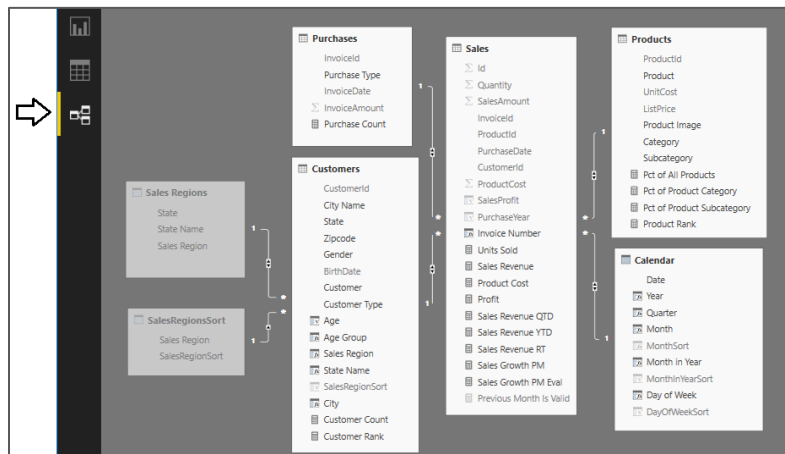 Purchases
InvoiceId
Purchase Type
InvoiceDate
InvoiceAmount
Purchase Count
Sales
Id
Quantity
SalesAmount
InvoiceId
ProductId
PurchaseDate
CustomerId
ProductCost
SalesProfit
PurchaseYear
Invoice Number
Units Sold
Sales Revenue
Product Cost
Profit
Sales Revenue QTD
Sales Revenue YTD
Sales Revenue RT
Sales Growth PM
Sales Growth PM Eval
Previous Month Is Valid
Products
ProductId
Product
UnitCost
ListPrice
Product Image
Category
Subcategory
Pct of All Products
Pct of Product Category
Pct of Product Subcategory
Product Rank
Customers
CustomerId
City Name
State
Zipcode
Gender
BirthDate
Customer
Customer Type
Age
Age Group
Sales Region
State Name
SalesRegionSort
City
Customer Count
Customer Rank
Sales Regions
State
State Name
Sales Region
SalesRegionsSort
Sales Region
SalesRegionSort
Calendar
Date
Year
Quarter
Month
MonthSort
Month in Year
MonthInYearSort
Day of Week
DayOfWeekSort
1
*
1
*
1
*
1
*
1
*
1
*